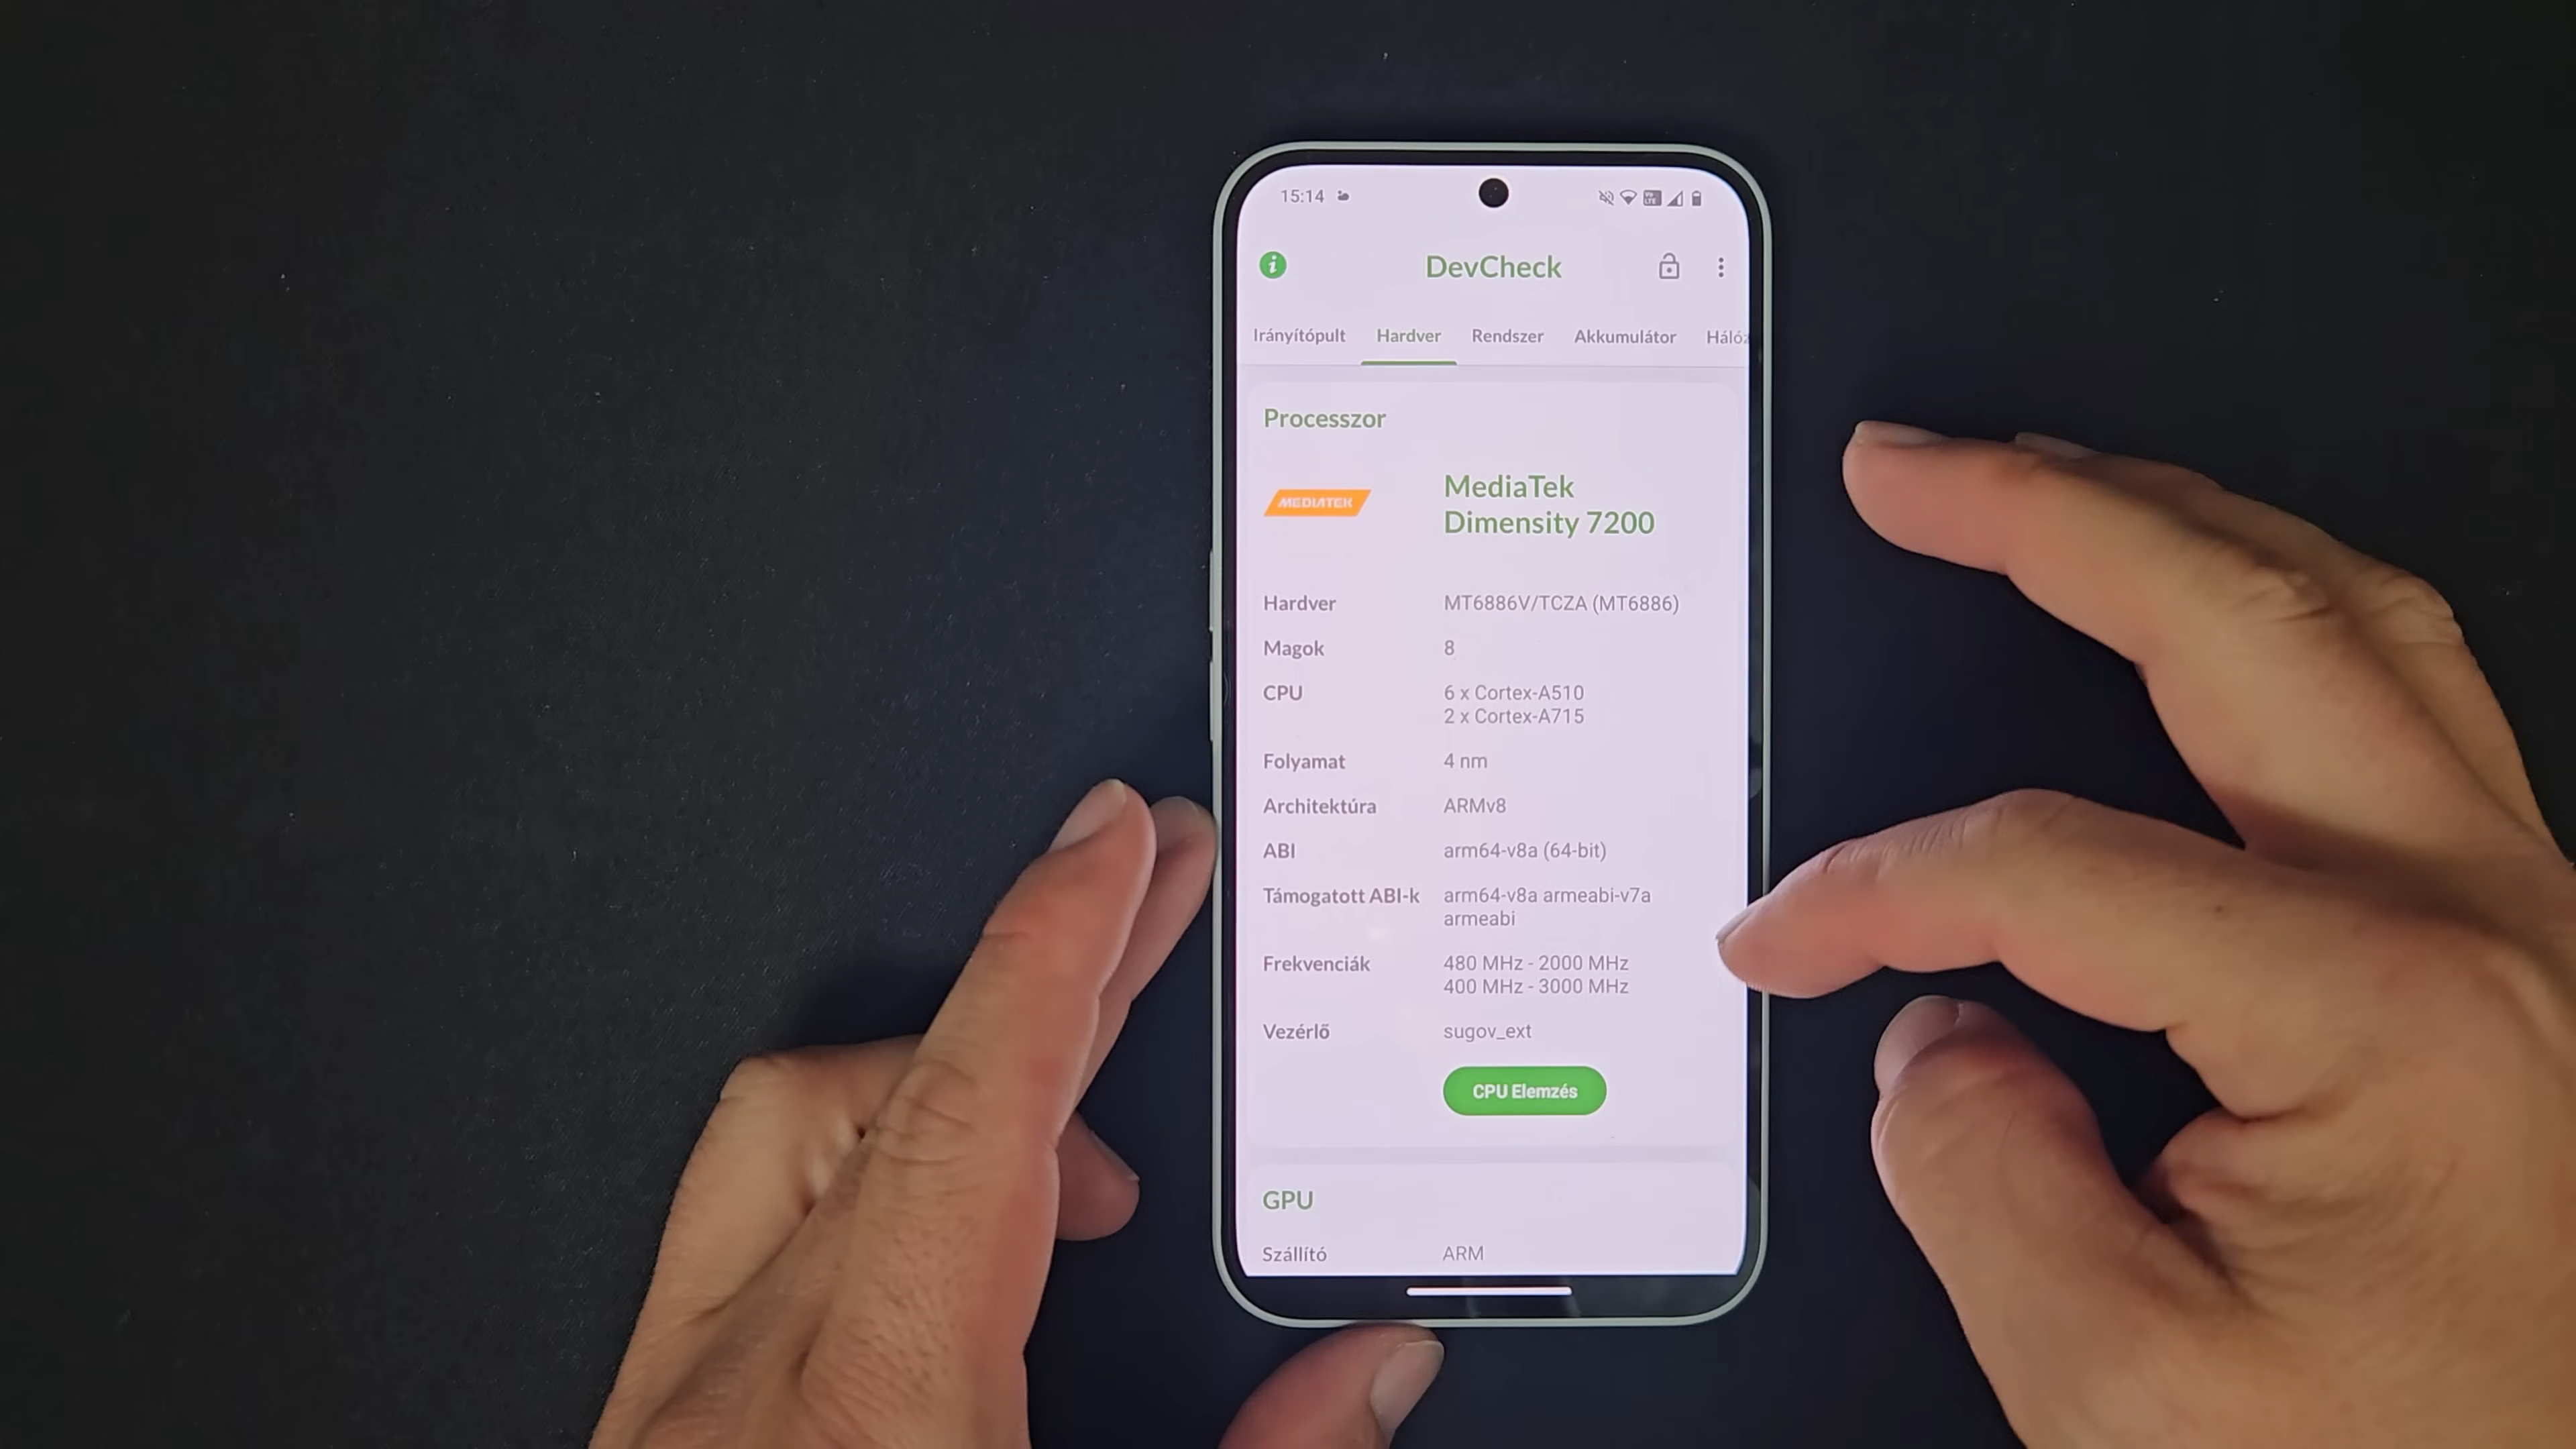 15:14
DevCheck
Irányítópult Hardver Rendszer Akkumulátor Hálóz
Processzor
MEDIATEK
MediaTek
Dimensity 7200
Hardver MT6886V/TCZA (MT6886)
Magok 8
CPU 6 x Cortex-A510
2 x Cortex-A715
Folyamat 4 nm
Architektúra ARMv8
ABI arm64-v8a (64-bit)
Támogatott ABI-k arm64-v8a armeabi-v7a
armeabi
Frekvenciák 480 MHz - 2000 MHz
400 MHz - 3000 MHz
Vezérlő sugov_ext
CPU Elemzés
GPU
Szállító ARM